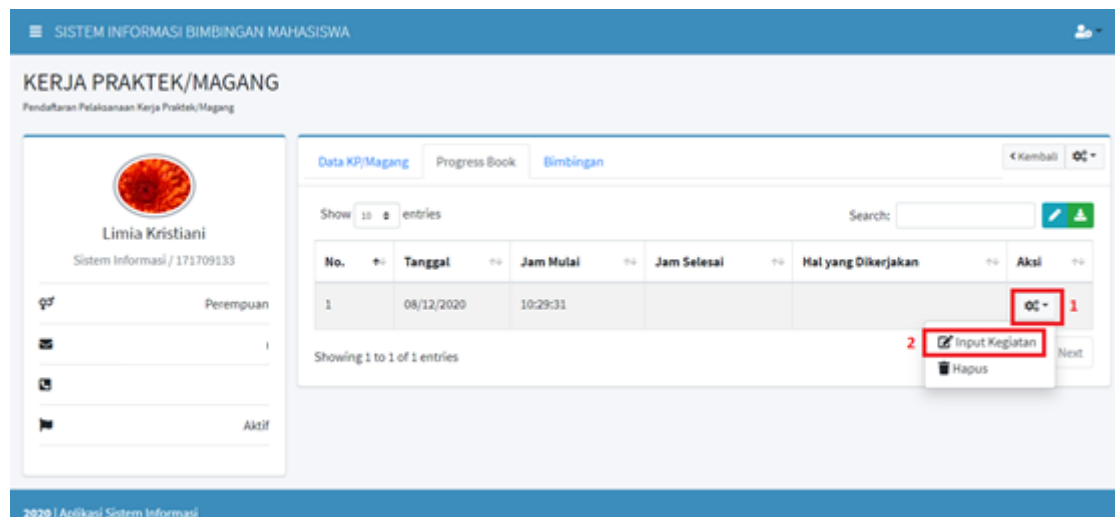 SISTEM INFORMASI BIMBINGAN MAHASISWA
KERJA PRAKTEK/MAGANG
Pendaftaran Pelaksanaan Kerja Praktek/Magang
Limia Kristiani
Sistem Informasi / 171709133
Perempuan
Aktif
Data KP/Magang Progress Book Bimbingan Kembali
Show 10 entries Search:
No. Tanggal Jam Mulai Jam Selesai Hal yang Dikerjakan Aksi
1 08/12/2020 10:29:31 1
2 Input Kegiatan
Showing 1 to 1 of 1 entries Next
Hapus
2020 | Aplikasi Sistem Informasi